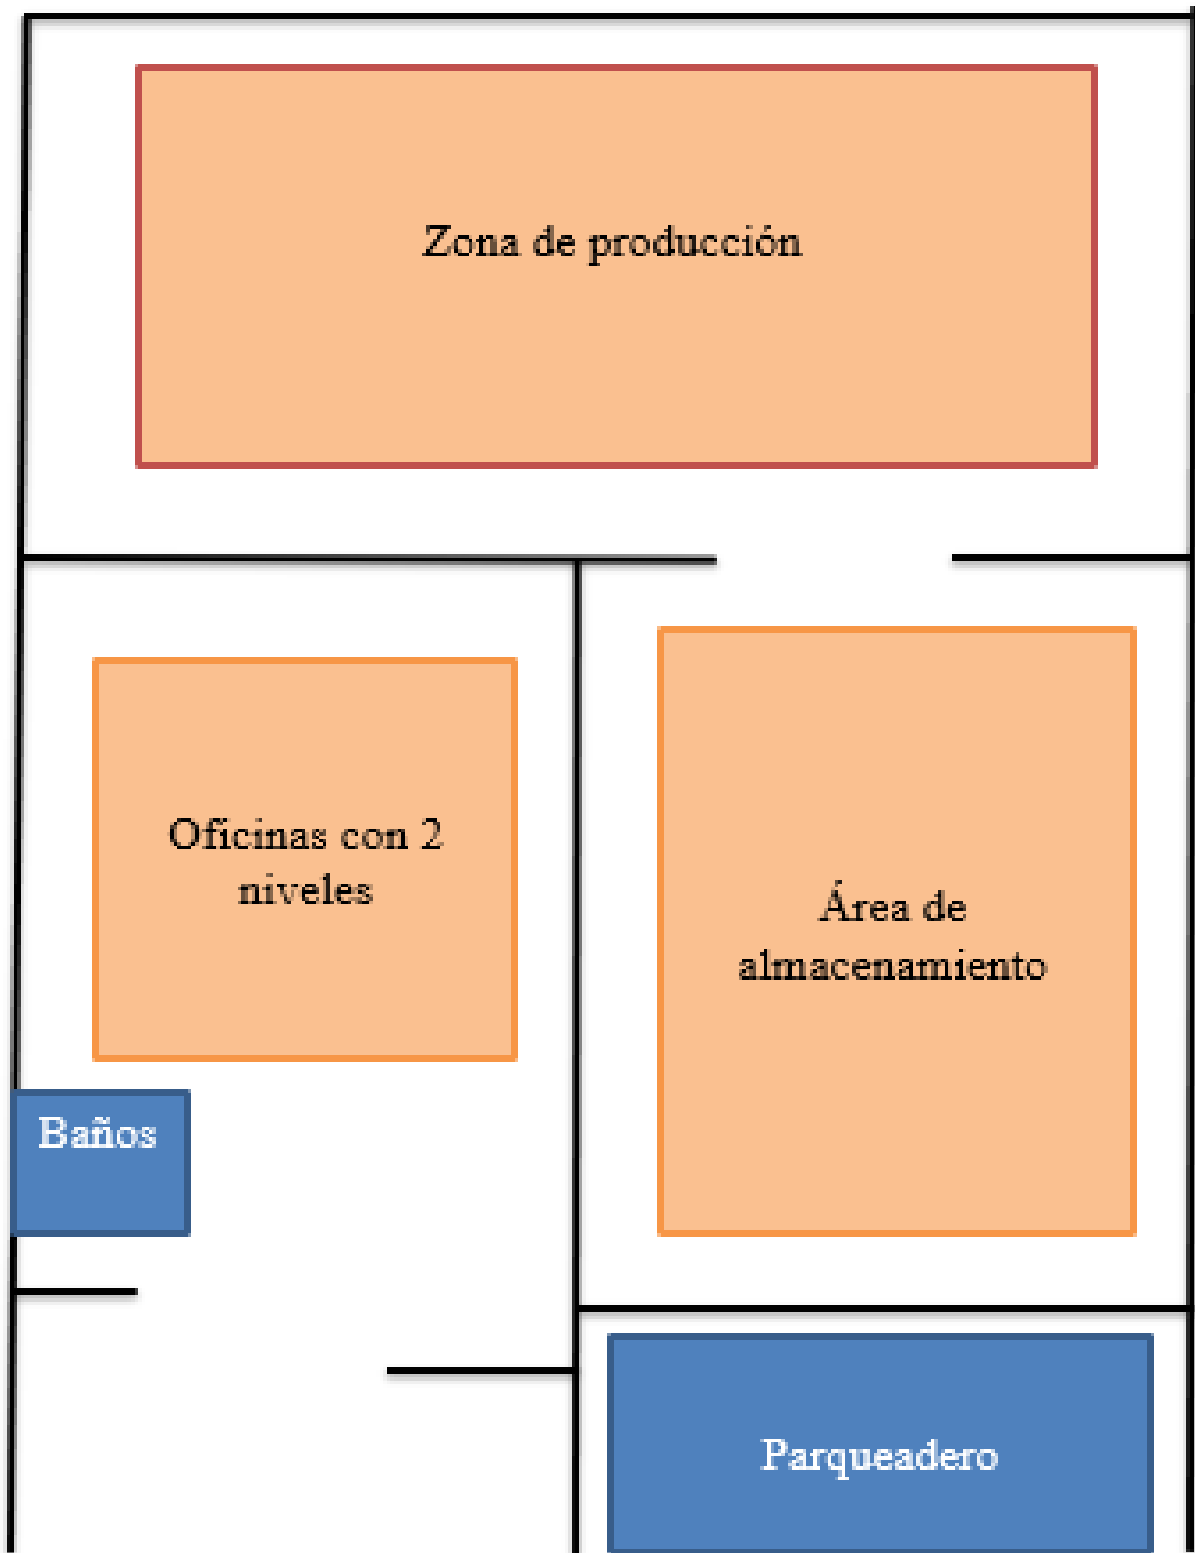 Zona de producción
Oficinas con 2
niveles
Área de
almacenamiento
Baños
Parqueadero